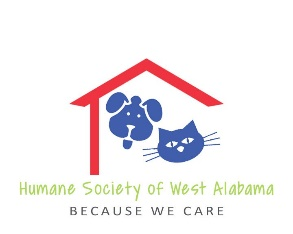 Humane Society of West Alabama
BECAUSE WE CARE